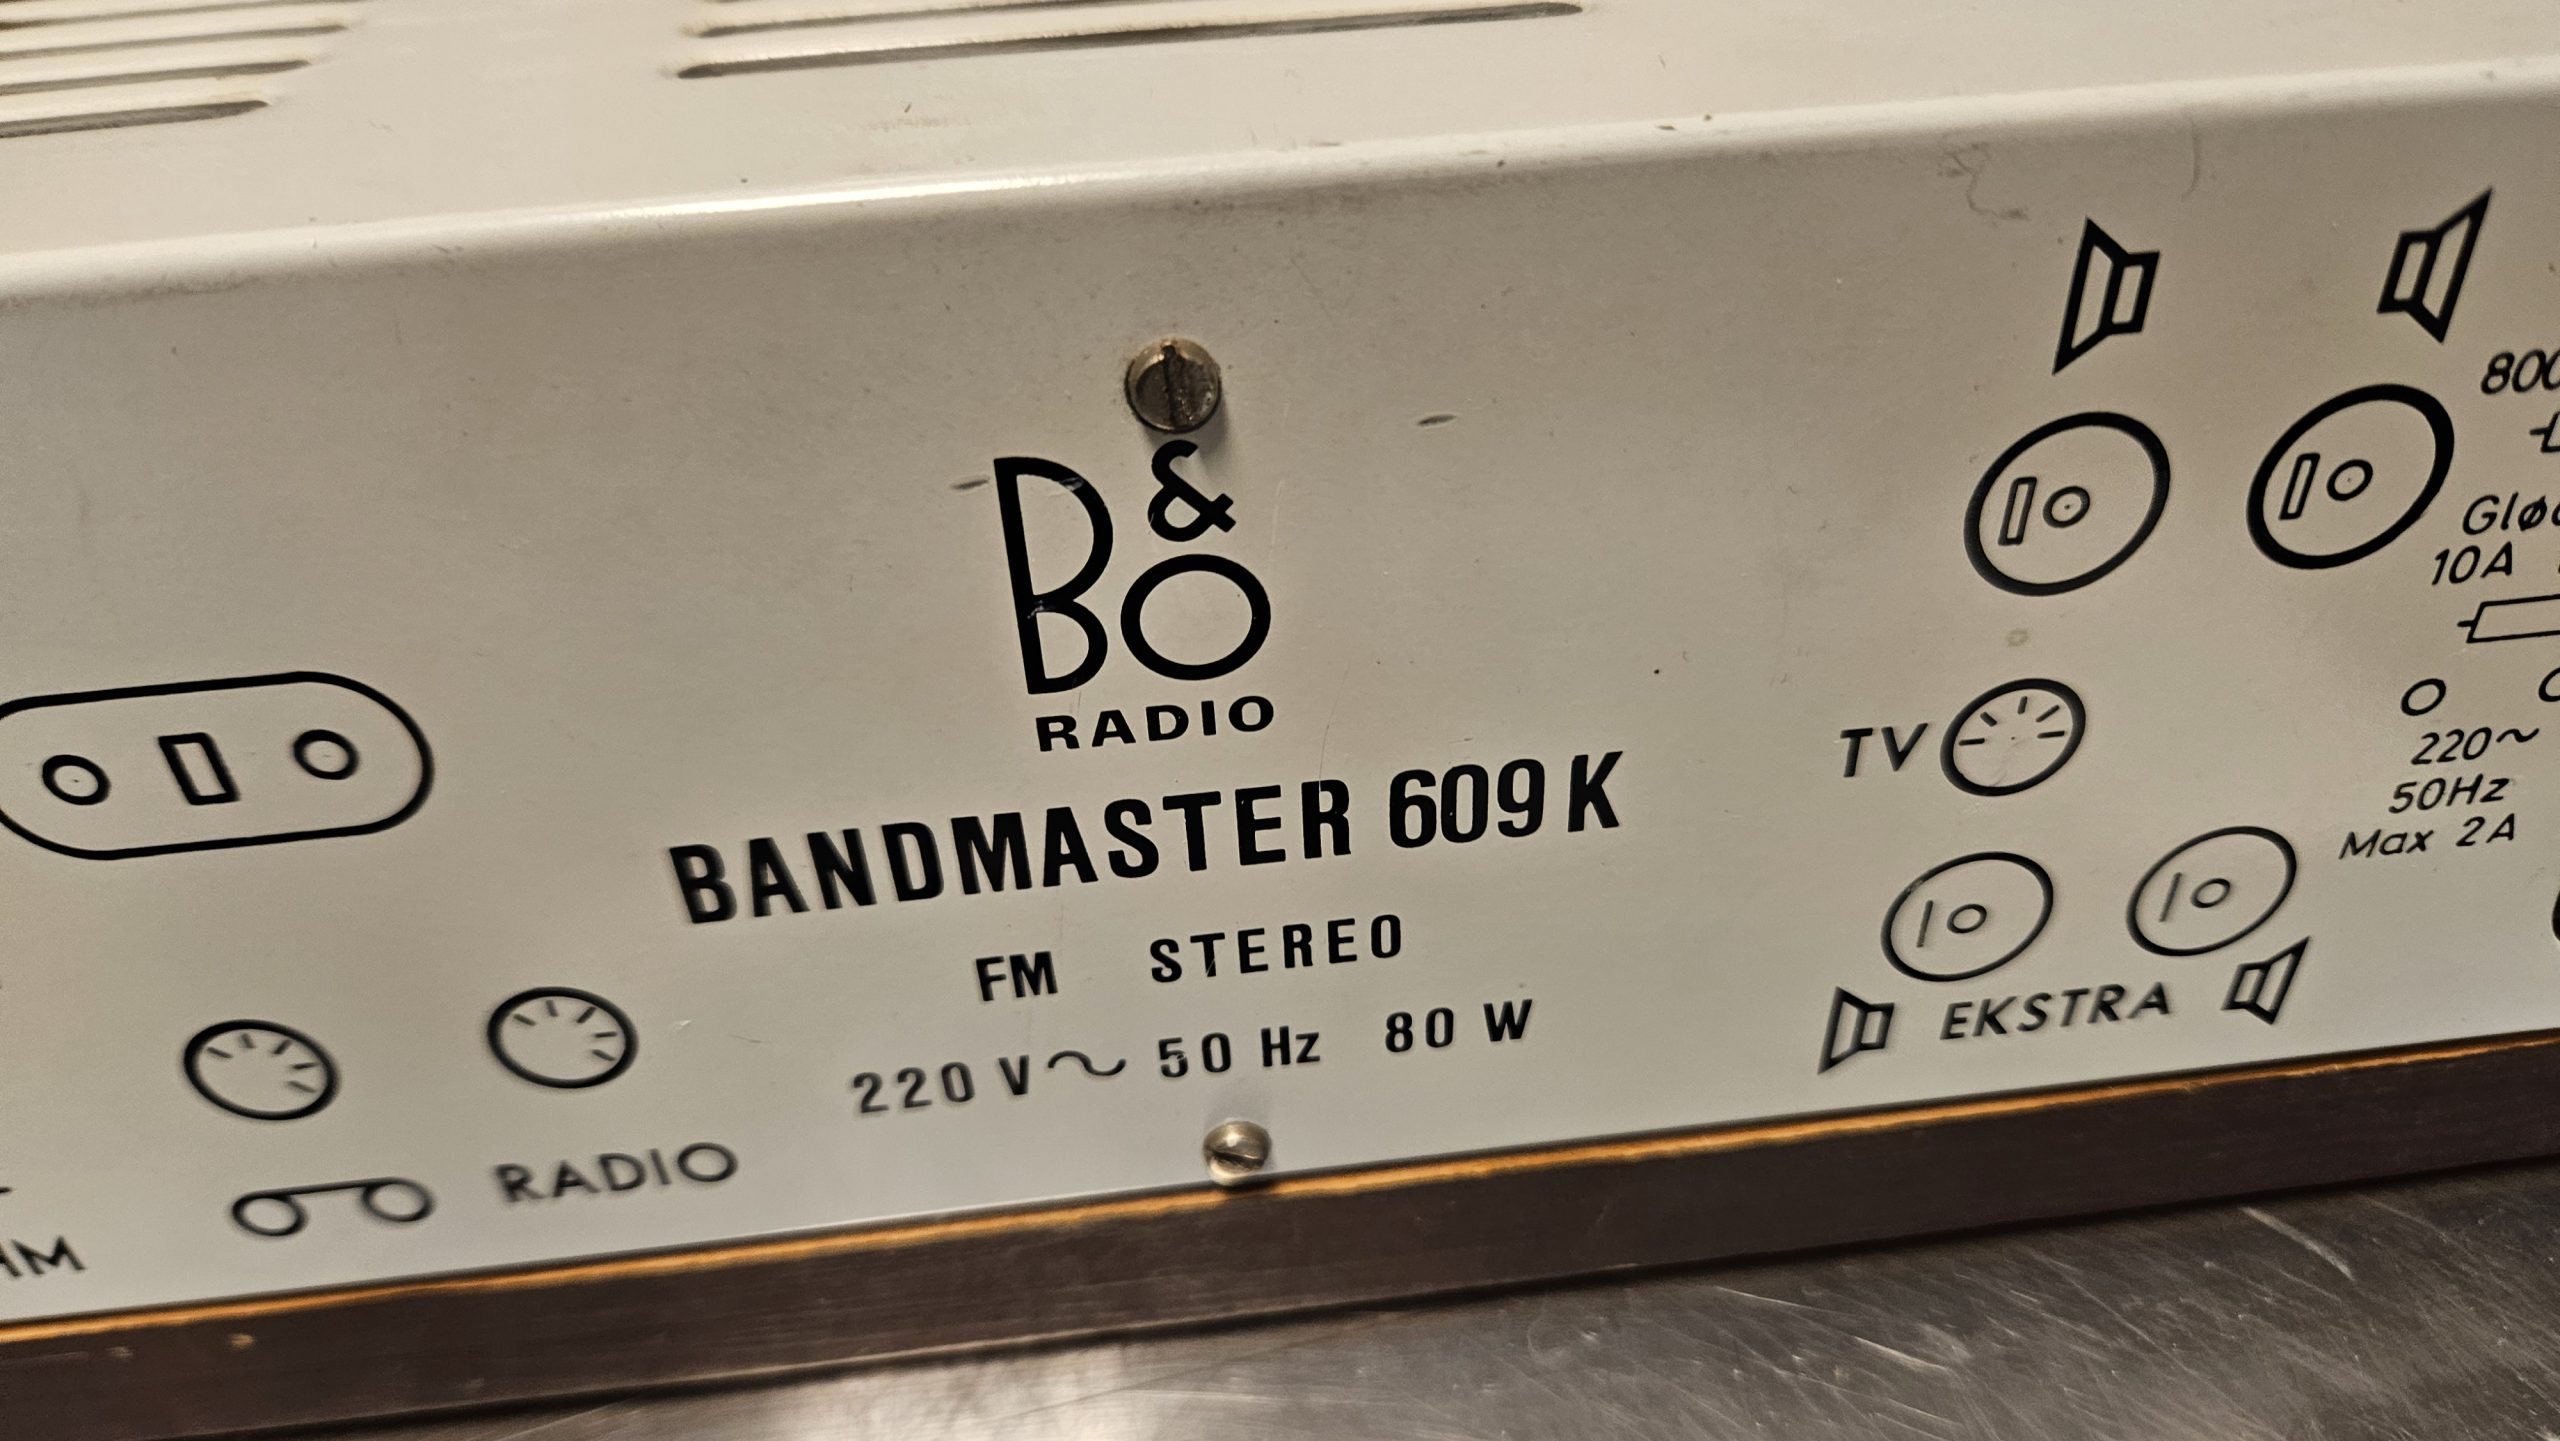 B&O
RADIO
BANDMASTER 609 K
FM STEREO
220 V~ 50 Hz 80 W
RADIO
TV
EKSTRA
10A
220~
50Hz
Max 2A